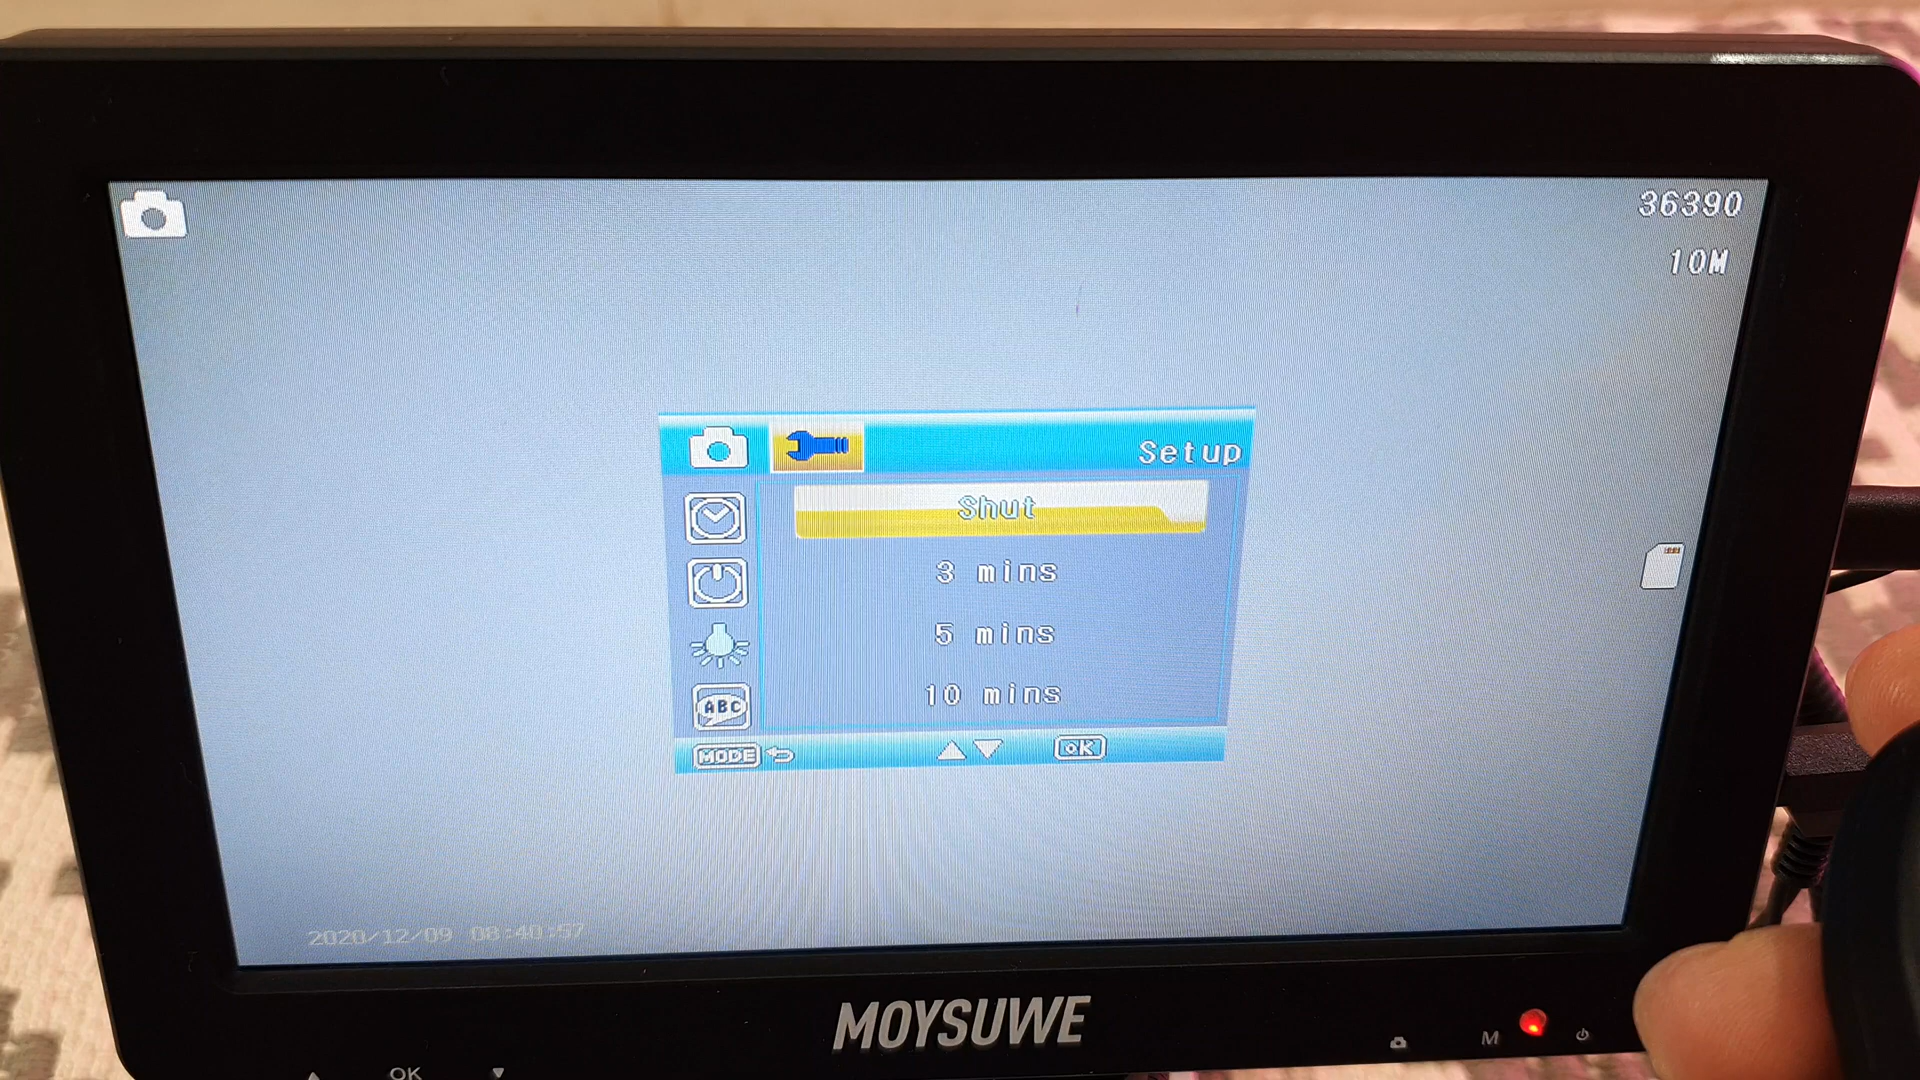 36390
10M
Setup
Shut
3 mins
5 mins
10 mins
ABC
MODE
OK
2020/12/09 08:40:57
MOYSUWE
M
OK